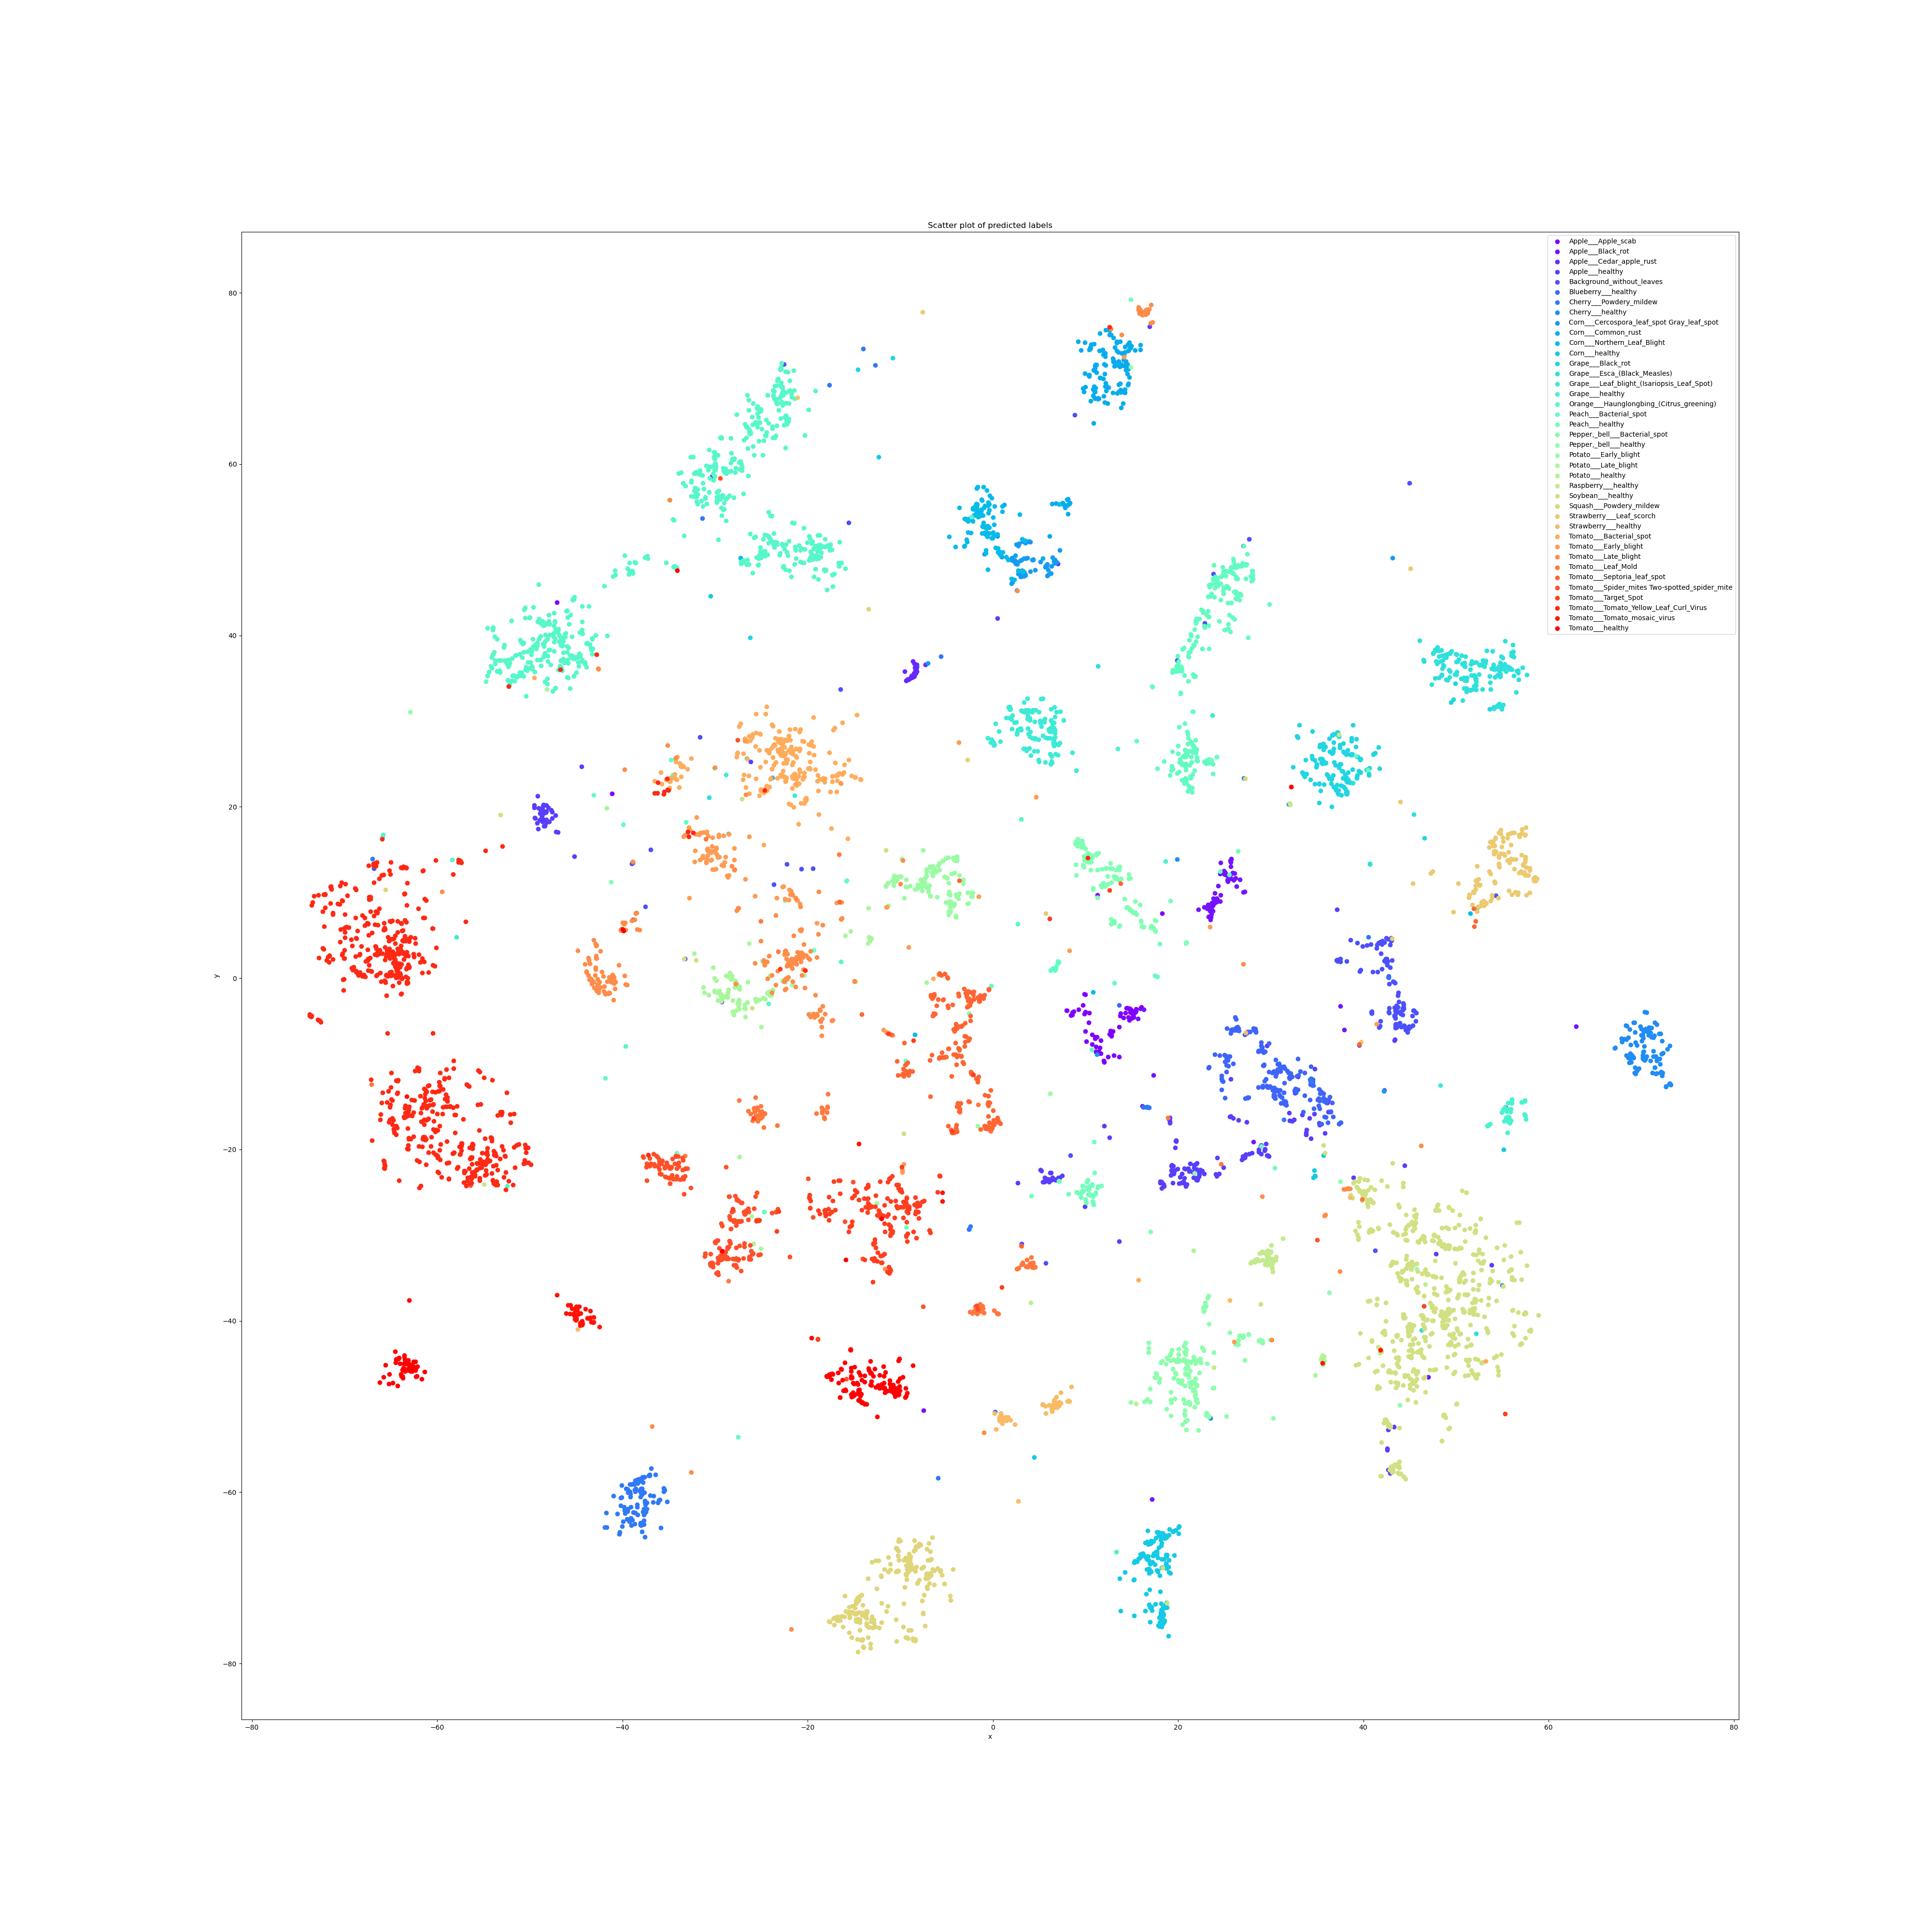 Scatter plot of predicted labels
Apple___Apple_scab
Apple___Black_rot
Apple___Cedar_apple_rust
Apple___healthy
Background_without_leaves
Blueberry___healthy
Cherry___Powdery_mildew
Cherry___healthy
Corn___Cercospora_leaf_spot Gray_leaf_spot
Corn___Common_rust
Corn___Northern_Leaf_Blight
Corn___healthy
Grape___Black_rot
Grape___Esca_(Black_Measles)
Grape___Leaf_blight_(Isariopsis_Leaf_Spot)
Grape___healthy
Orange___Haunglongbing_(Citrus_greening)
Peach___Bacterial_spot
Peach___healthy
Pepper,_bell___Bacterial_spot
Pepper,_bell___healthy
Potato___Early_blight
Potato___Late_blight
Potato___healthy
Raspberry___healthy
Soybean___healthy
Squash___Powdery_mildew
Strawberry___Leaf_scorch
Strawberry___healthy
Tomato___Bacterial_spot
Tomato___Early_blight
Tomato___Late_blight
Tomato___Leaf_Mold
Tomato___Septoria_leaf_spot
Tomato___Spider_mites Two-spotted_spider_mite
Tomato___Target_Spot
Tomato___Tomato_Yellow_Leaf_Curl_Virus
Tomato___Tomato_mosaic_virus
Tomato___healthy
80
60
40
20
0
−20
−40
−60
−80
y
−80 −60 −40 −20 0 20 40 60 80
x